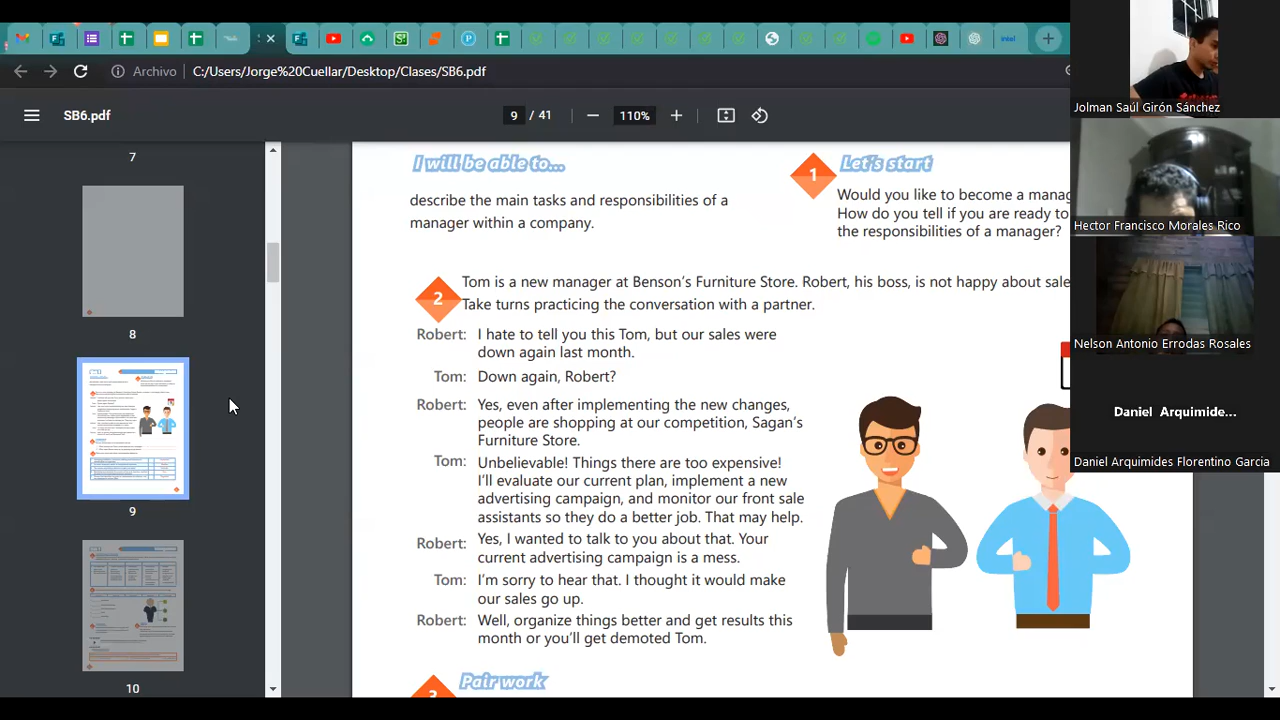 Archivo
C:/Users/Jorge%20Cuellar/Desktop/Clases/SB6.pdf
SB6.pdf
9 / 41
110%
7
8
9
10
I will be able to...
describe the main tasks and responsibilities of a
manager within a company.
1
Let's start
Would you like to become a
How do you tell if you are ready to
the responsibilities of a manager?
2
Tom is a new manager at Benson's Furniture Store. Robert, his boss, is not happy about
Take turns practicing the conversation with a partner.
Robert: I hate to tell you this Tom, but our sales were
down again last month.
Tom: Down again, Robert?
Robert: Yes, even after implementing the new changes,
people are shopping at our competition, Sagan's
Furniture Store.
Tom: Unbelievable! Things there are too expensive!
I'll evaluate our current plan, implement a new
advertising campaign, and monitor our front sale
assistants so they do a better job. That may help.
Robert: Yes, I wanted to talk to you about that. Your
current advertising campaign is a mess.
Tom: I'm sorry to hear that. I thought it would make
our sales go up.
Robert: Well, organize things better and get results this
month or you'll get demoted Tom.
3
Pair work
Jolman Saúl Girón Sánchez
Hector Francisco Morales Rico
Nelson Antonio Errodas Rosales
Daniel Arquimide...
Daniel Arquimides Florentino Garcia